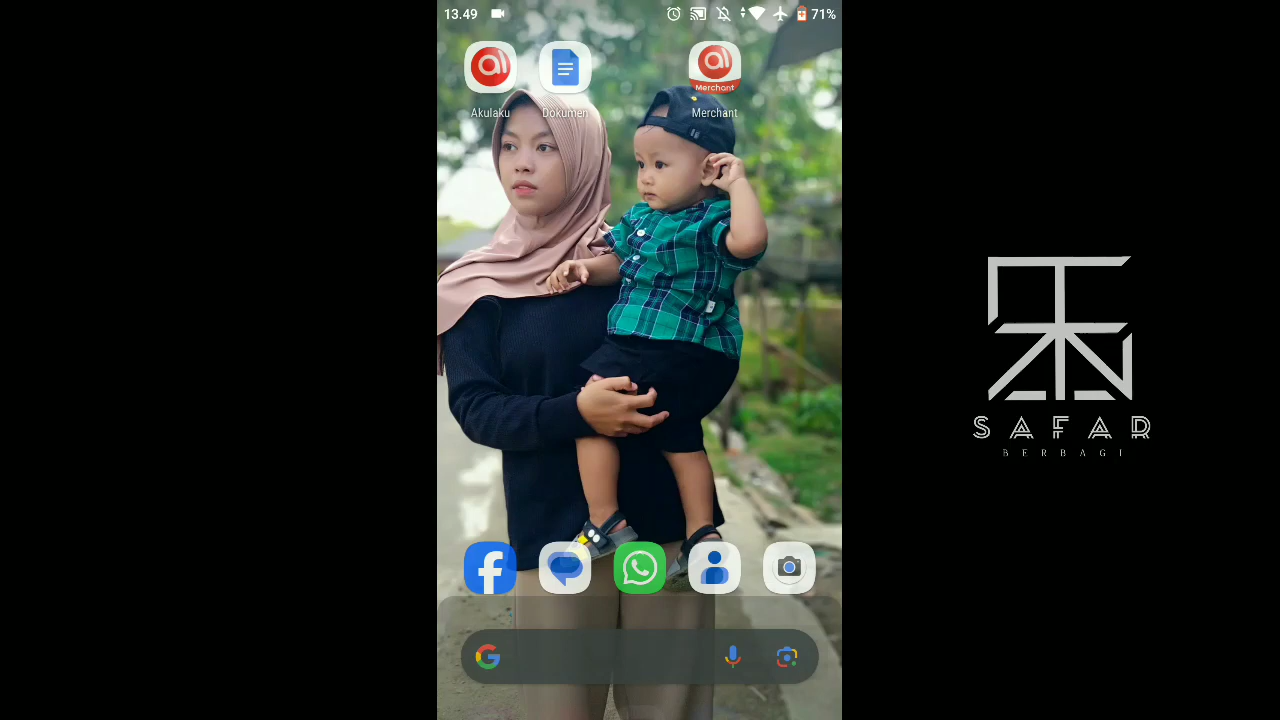 13.49
71%
Merchant
Akulaku
Dokumen
Merchant
SAFAR
BERBAGI